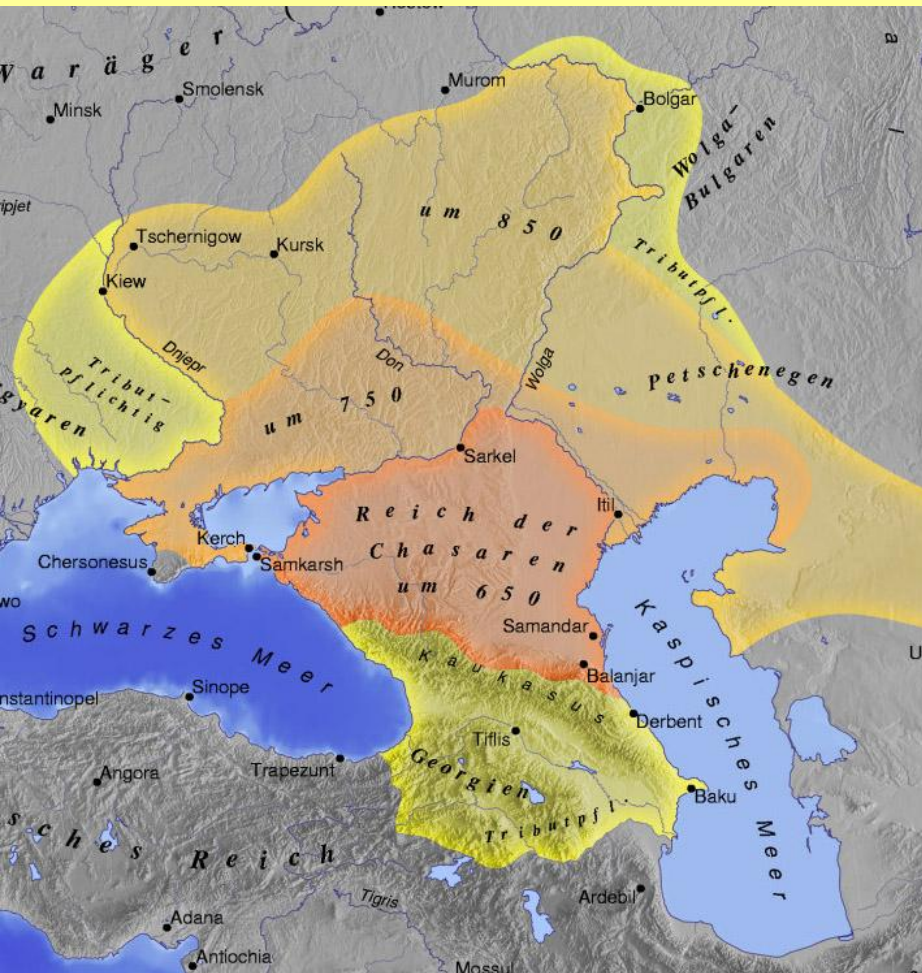 Waräger
Murom
Smolensk
Minsk
Bolgar
Wolga-
Bulgaren
um 850
Tschernigow
Kursk
Kiew
Tributpfl.
Dnjepr
Don
Wolga
Petschenegen
Tribut-
pflichtig
um 750
Sarkel
Itil
Reich der
Chasaren
um 650
Kerch
Samkarsh
Chersonesus
Samandar
Balanjar
Schwarzes Meer
Kaukasus
Kaspisches Meer
Sinope
Derbent
Tiflis
Trapezunt
Georgien
Tributpfl.
Baku
Angora
Reich
Tigris
Ardebil
Adana
Antiochia
Mossul